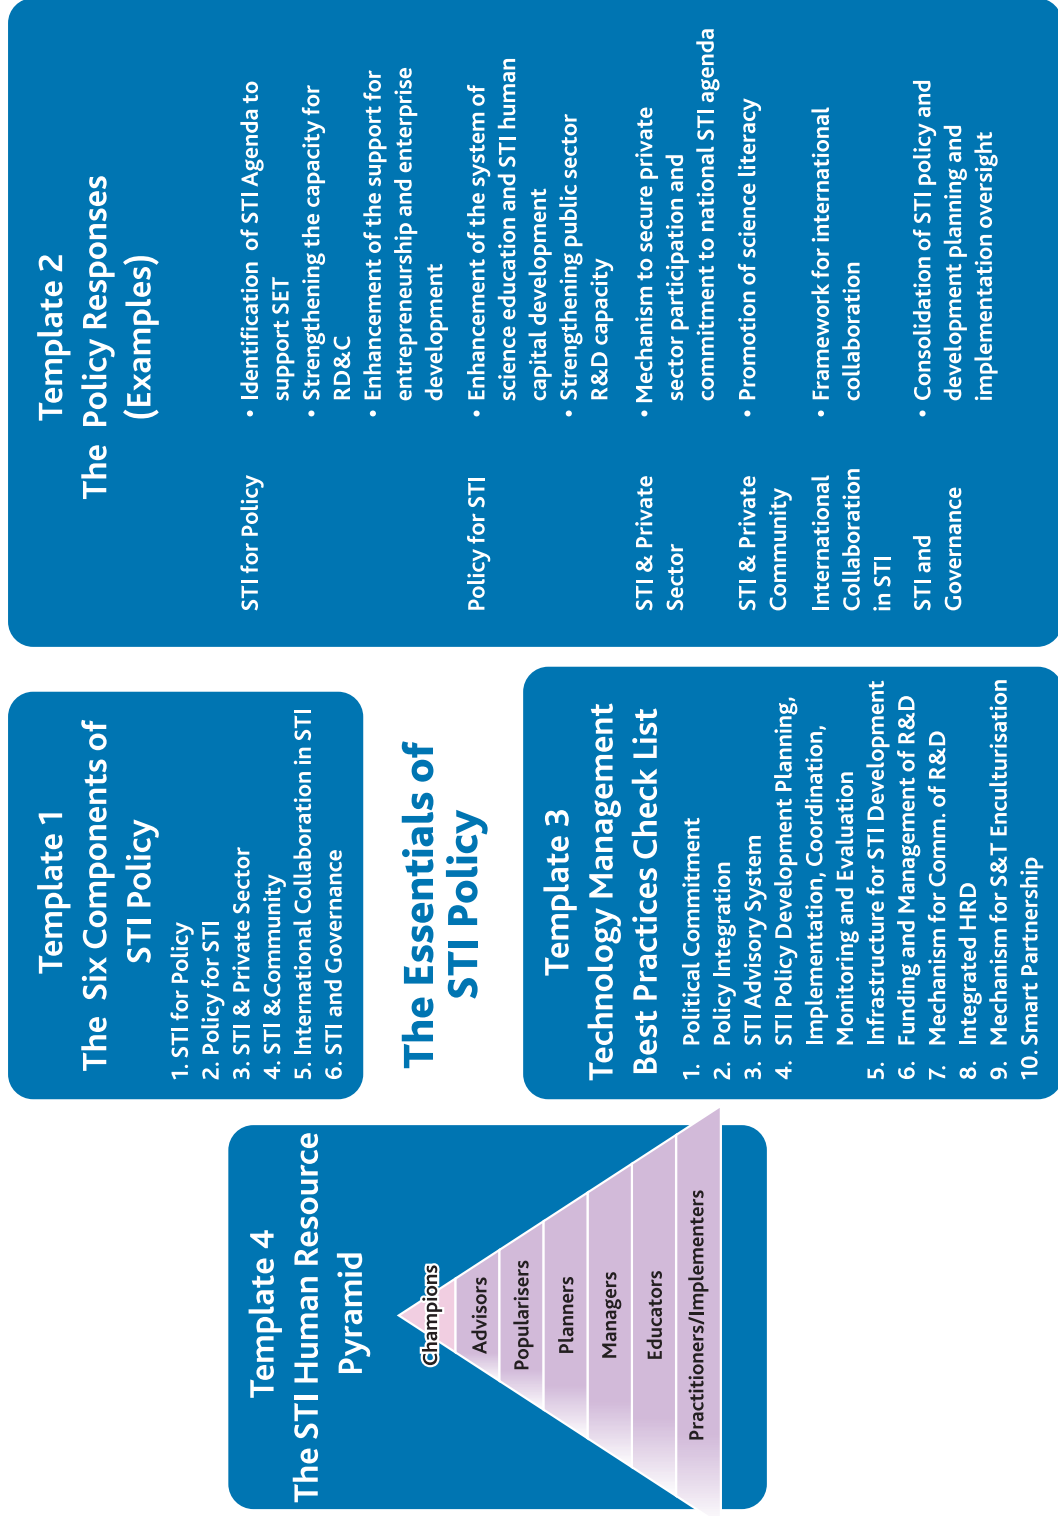 Template 1
The Six Components of
STI Policy
1. STI for Policy
2. Policy for STI
3. STI & Private Sector
4. STI &Community
5. International Collaboration in STI
6. STI and Governance
Template 2
The Policy Responses
(Examples)
STI for Policy
• Identification of STI Agenda to
support SET
• Strengthening the capacity for
RD&C
• Enhancement of the support for
entrepreneurship and enterprise
development
Policy for STI
• Enhancement of the system of
science education and STI human
capital development
• Strengthening public sector
R&D capacity
STI & Private
Sector
• Mechanism to secure private
sector participation and
commitment to national STI agenda
STI & Private
Community
• Promotion of science literacy
International
Collaboration
in STI
• Framework for international
collaboration
STI and
Governance
• Consolidation of STI policy and
development planning and
implementation oversight
The Essentials of
STI Policy
Template 4
The STI Human Resource
Pyramid
Champions
Advisors
Popularisers
Planners
Managers
Educators
Practitioners/Implementers
Template 3
Technology Management
Best Practices Check List
1. Political Commitment
2. Policy Integration
3. STI Advisory System
4. STI Policy Development Planning,
Implementation, Coordination,
Monitoring and Evaluation
5. Infrastructure for STI Development
6. Funding and Management of R&D
7. Mechanism for Comm. of R&D
8. Integrated HRD
9. Mechanism for S&T Enculturisation
10. Smart Partnership